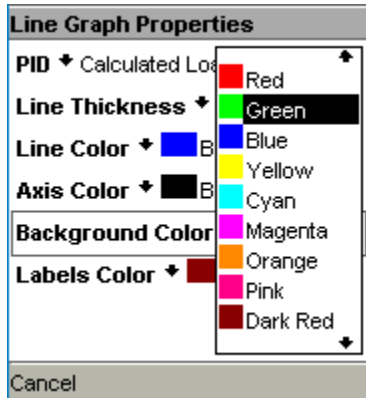 Line Graph Properties
PID Calculated Loa
Line Thickness
Line Color B
Axis Color B
Background Color
Labels Color
Red
Green
Blue
Yellow
Cyan
Magenta
Orange
Pink
Dark Red
Cancel